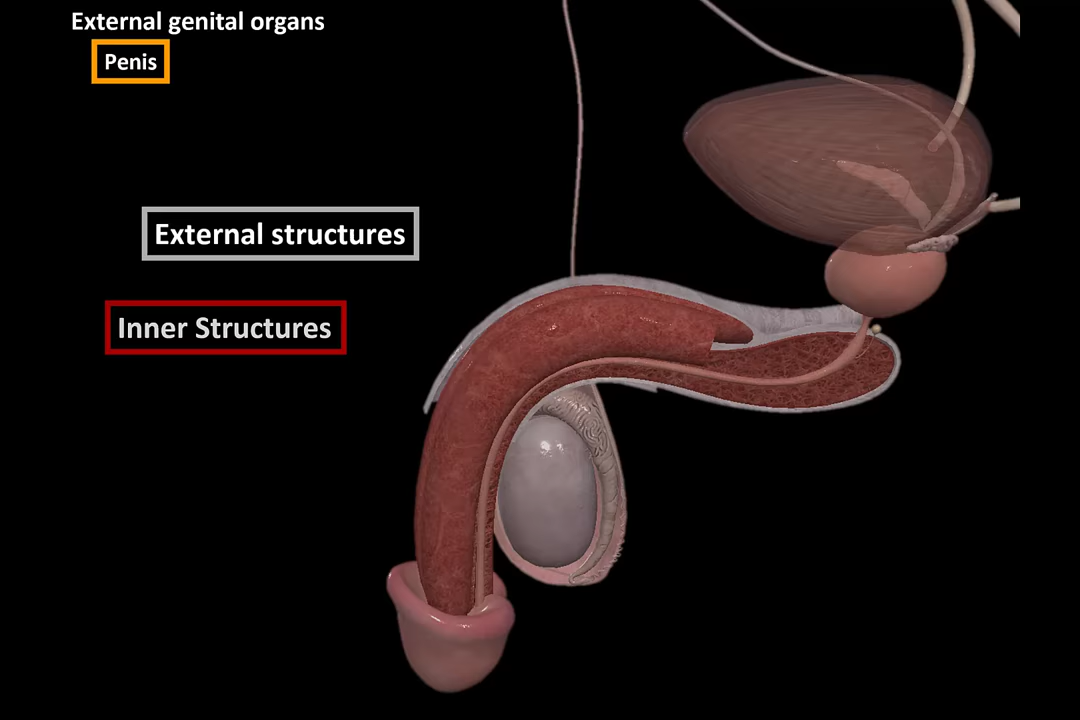 External genital organs
Penis
External structures
Inner Structures